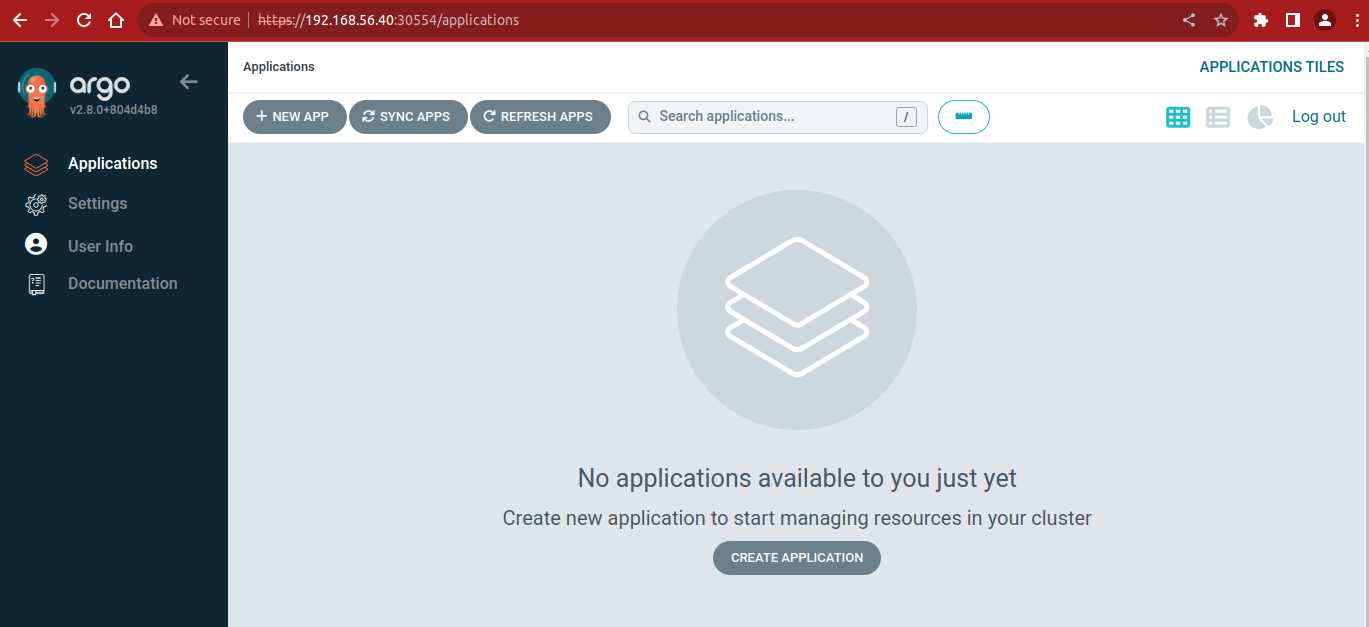 Not secure https://192.168.56.40:30554/applications
argo
v2.8.0+804d4b8
Applications
Settings
User Info
Documentation
Applications
APPLICATIONS TILES
+ NEW APP
SYNC APPS
REFRESH APPS
Search applications...
/
Log out
No applications available to you just yet
Create new application to start managing resources in your cluster
CREATE APPLICATION